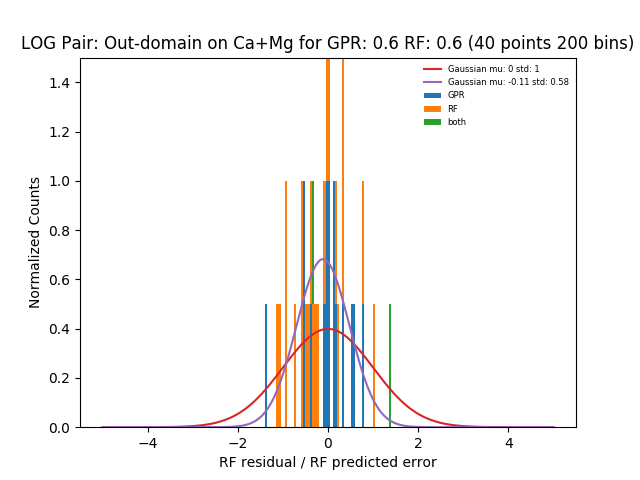 LOG Pair: Out-domain on Ca+Mg for GPR: 0.6 RF: 0.6 (40 points 200 bins)
Gaussian mu: 0 std: 1
Gaussian mu: -0.11 std: 0.58
GPR
RF
both
Normalized Counts
1.4
1.2
1.0
0.8
0.6
0.4
0.2
0.0
−4
−2
0
2
4
RF residual / RF predicted error